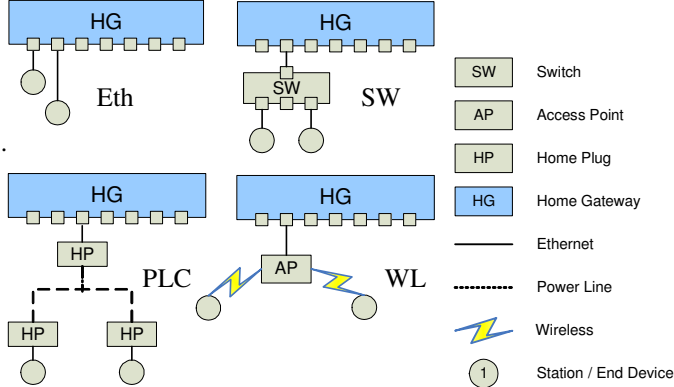 HG
HG
Eth
SW
SW
.
HG
HG
HP
PLC
AP
WL
HP
HP
SW
Switch
AP
Access Point
HP
Home Plug
HG
Home Gateway
Ethernet
Power Line
Wireless
1
Station / End Device